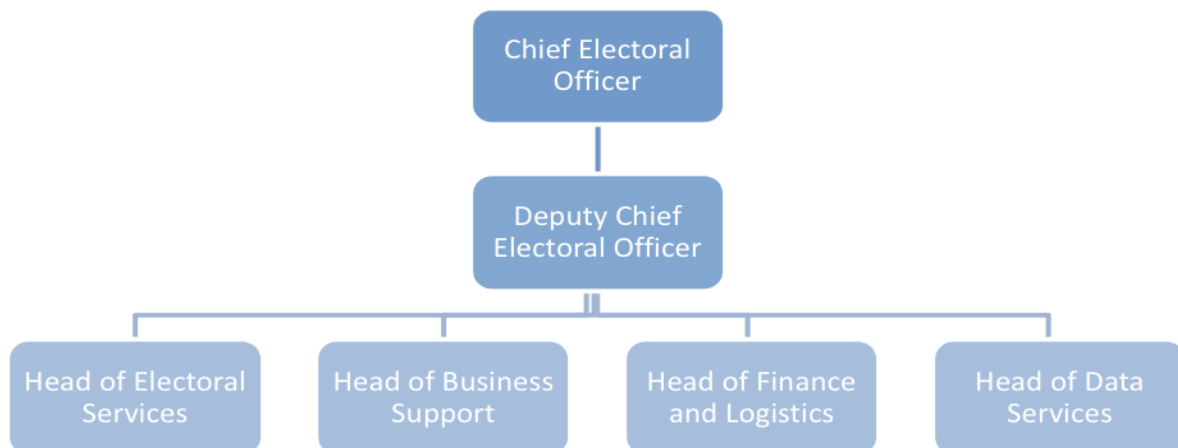 Chief Electoral
Officer
Deputy Chief
Electoral Officer
Head of Electoral
Services
Head of Business
Support
Head of Finance
and Logistics
Head of Data
Services